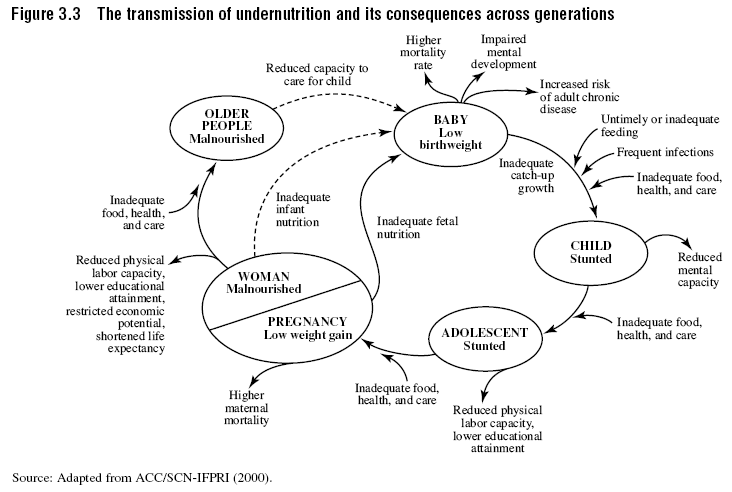 Figure 3.3 The transmission of undernutrition and its consequences across generations
Higher
mortality
rate
Impaired
mental
development
Increased risk
of adult chronic
disease
Reduced capacity to
care for child
OLDER
PEOPLE
Malnourished
BABY
Low
birthweight
Untimely or inadequate
feeding
Frequent infections
Inadequate food,
health, and care
Inadequate
catch-up
growth
Inadequate
food, health,
and care
Inadequate
infant
nutrition
Inadequate fetal
nutrition
CHILD
Stunted
Reduced
mental
capacity
Reduced physical
labor capacity,
lower educational
attainment,
restricted economic
potential,
shortened life
expectancy
WOMAN
Malnourished
PREGNANCY
Low weight gain
ADOLESCENT
Stunted
Inadequate food,
health, and care
Higher
maternal
mortality
Inadequate food,
health, and care
Reduced physical
labor capacity,
lower educational
attainment
Source: Adapted from ACC/SCN-IFPRI (2000).